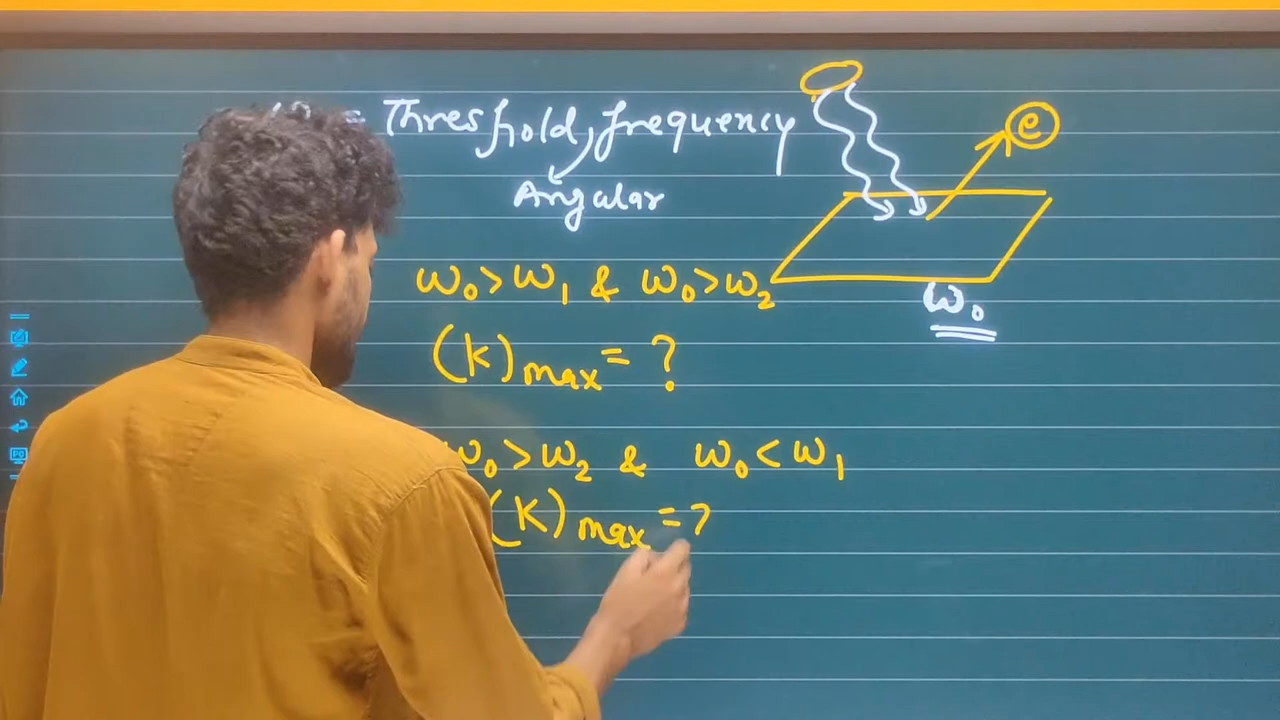 = Threshold, frequency
Angular
e
ω₀
ω₀ > ω₁ & ω₀ > ω₂
(K)max = ?
ω₀ > ω₂ & ω₀ < ω₁
(K)max = ?